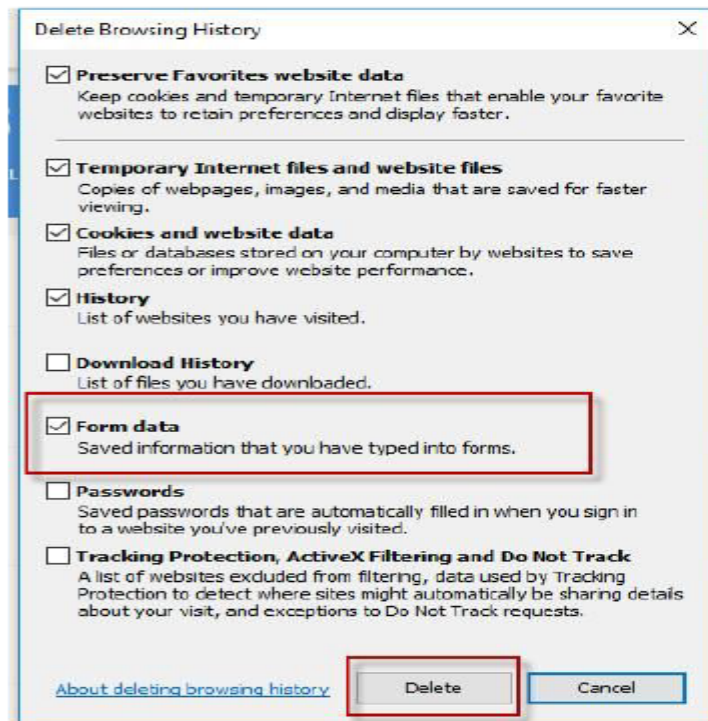 Delete Browsing History
Preserve Favorites website data
Keep cookies and temporary Internet files that enable your favorite
websites to retain preferences and display faster.
Temporary Internet files and website files
Copies of webpages, images, and media that are saved for faster
viewing.
Cookies and website data
Files or databases stored on your computer by websites to save
preferences or improve website performance.
History
List of websites you have visited.
Download History
List of files you have downloaded.
Form data
Saved information that you have typed into forms.
Passwords
Saved passwords that are automatically filled in when you sign in
to a website you've previously visited.
Tracking Protection, ActiveX Filtering and Do Not Track
A list of websites excluded from filtering, data used by Tracking
Protection to detect where sites might automatically be sharing details
about your visit, and exceptions to Do Not Track requests.
About deleting browsing history
Delete
Cancel